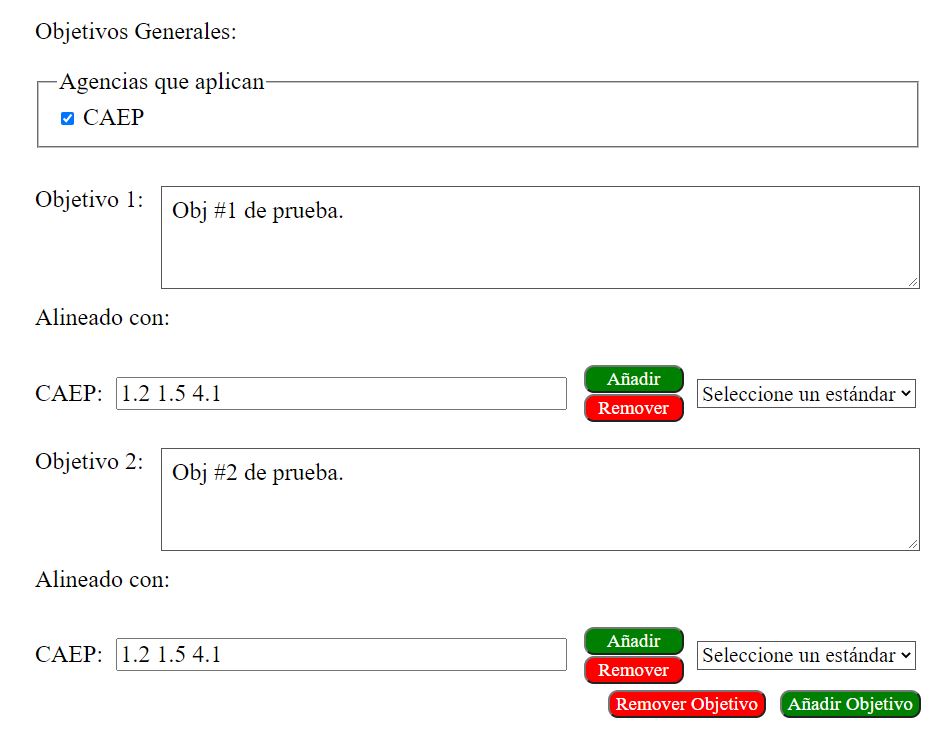 Objetivos Generales:
Agencias que aplican
CAEP
Objetivo 1:
Obj #1 de prueba.
Alineado con:
CAEP:
1.2 1.5 4.1
Añadir
Remover
Seleccione un estándar
Objetivo 2:
Obj #2 de prueba.
Alineado con:
CAEP:
1.2 1.5 4.1
Añadir
Remover
Seleccione un estándar
Remover Objetivo
Añadir Objetivo